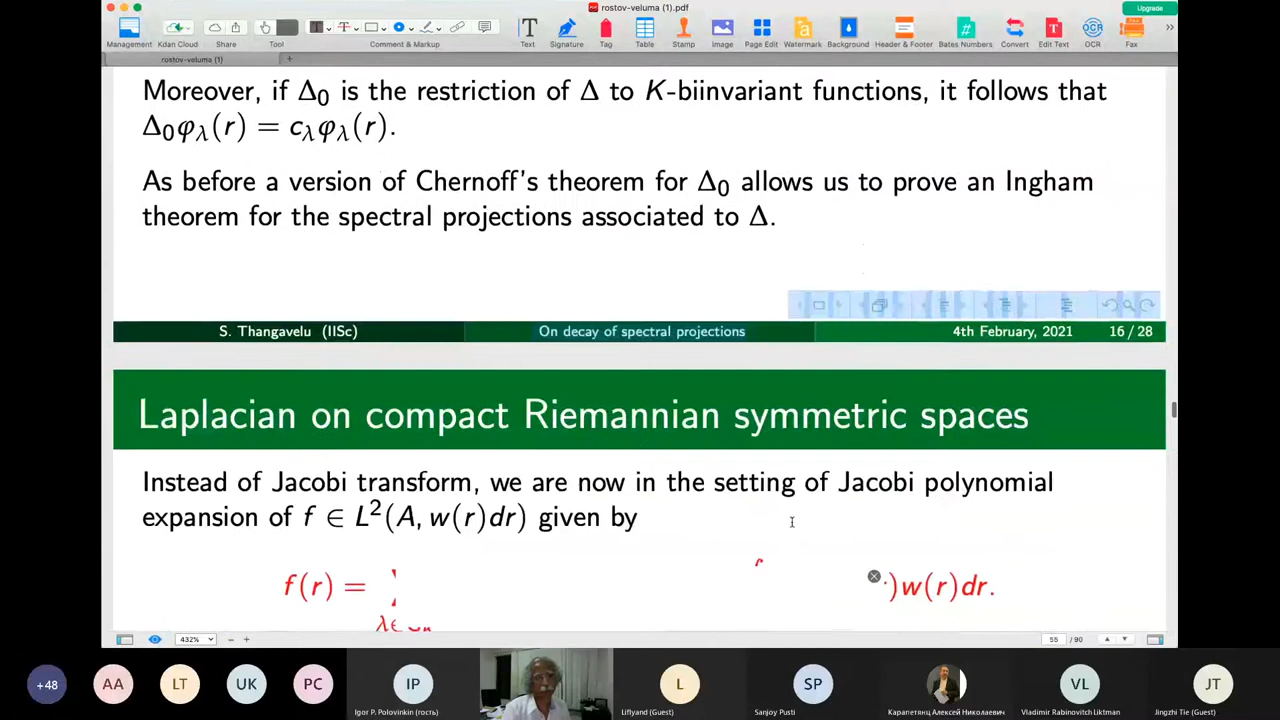 rostov-veluma (1).pdf
Upgrade
Management Kdan Cloud Share Tool Comment & Markup Text Signature Tag Table Stamp Image Page Edit Watermark Background Header & Footer Bates Numbers Convert Edit Text OCR Fax
rostov-veluma (1)
Moreover, if Δ₀ is the restriction of Δ to K-biinvariant functions, it follows that
Δ₀φ_λ(r) = c_λφ_λ(r).
As before a version of Chernoff's theorem for Δ₀ allows us to prove an Ingham
theorem for the spectral projections associated to Δ.
S. Thangavelu (IISc) On decay of spectral projections 4th February, 2021 16 / 28
Laplacian on compact Riemannian symmetric spaces
Instead of Jacobi transform, we are now in the setting of Jacobi polynomial
expansion of f ∈ L²(A, w(r)dr) given by
f(r) = )w(r)dr.
432% 55 / 90
+48 AA LT UK PC IP L SP VL JT
Igor P. Polovinkin (гость) Liflyand (Guest) Sanjoy Pusti Карапетянц Алексей Николаевич Vladimir Rabinovitch Liktman Jingzhi Tie (Guest)